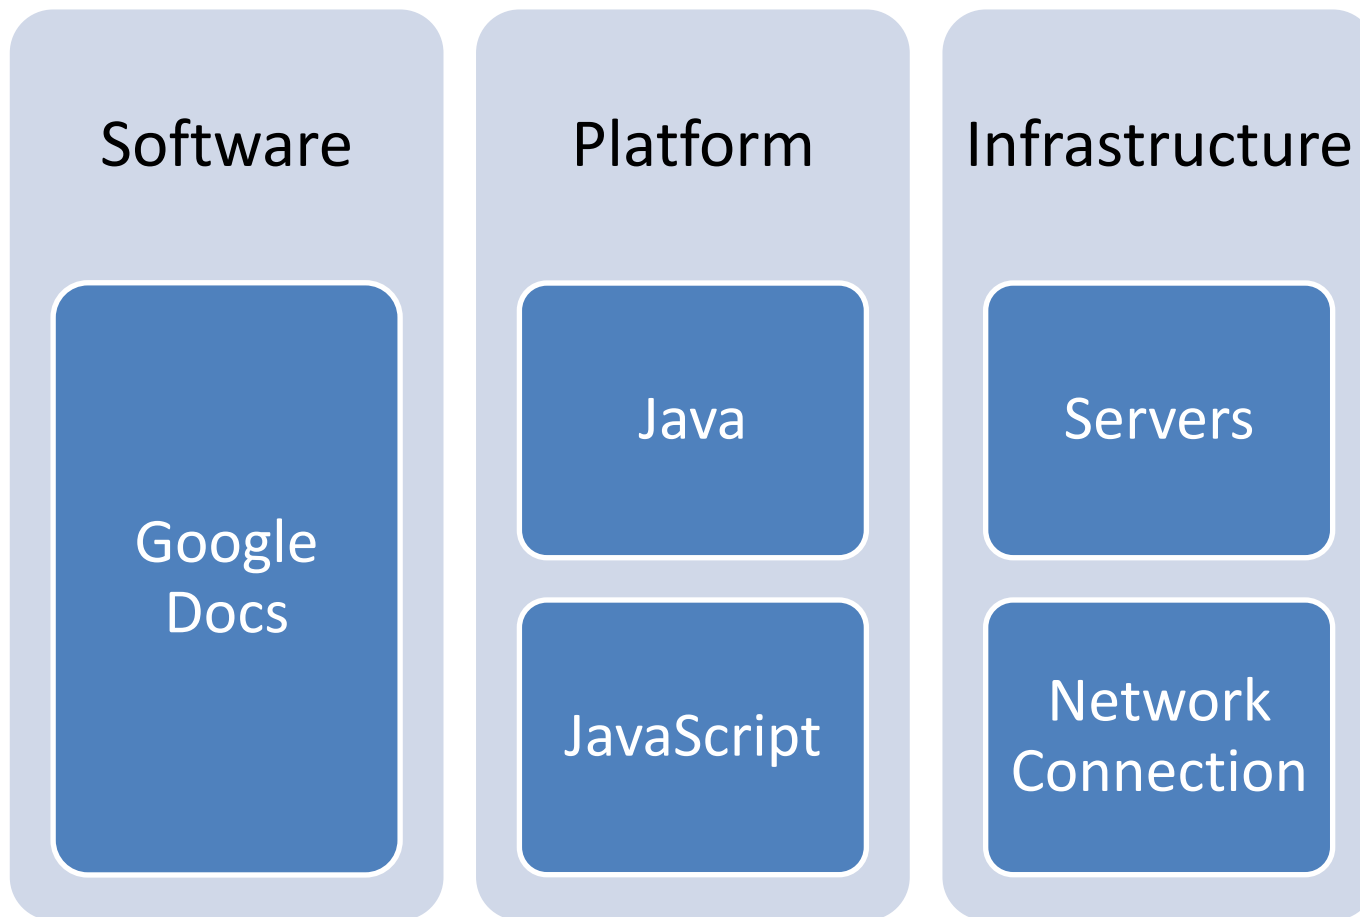 Software
Google
Docs
Platform
Java
JavaScript
Infrastructure
Servers
Network
Connection